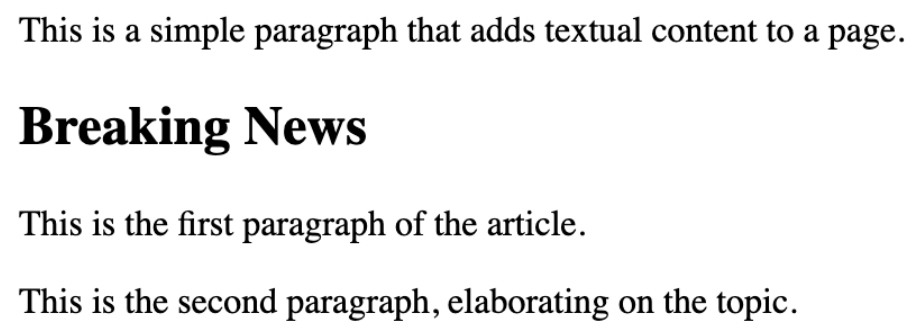 This is a simple paragraph that adds textual content to a page.
Breaking News
This is the first paragraph of the article.
This is the second paragraph, elaborating on the topic.